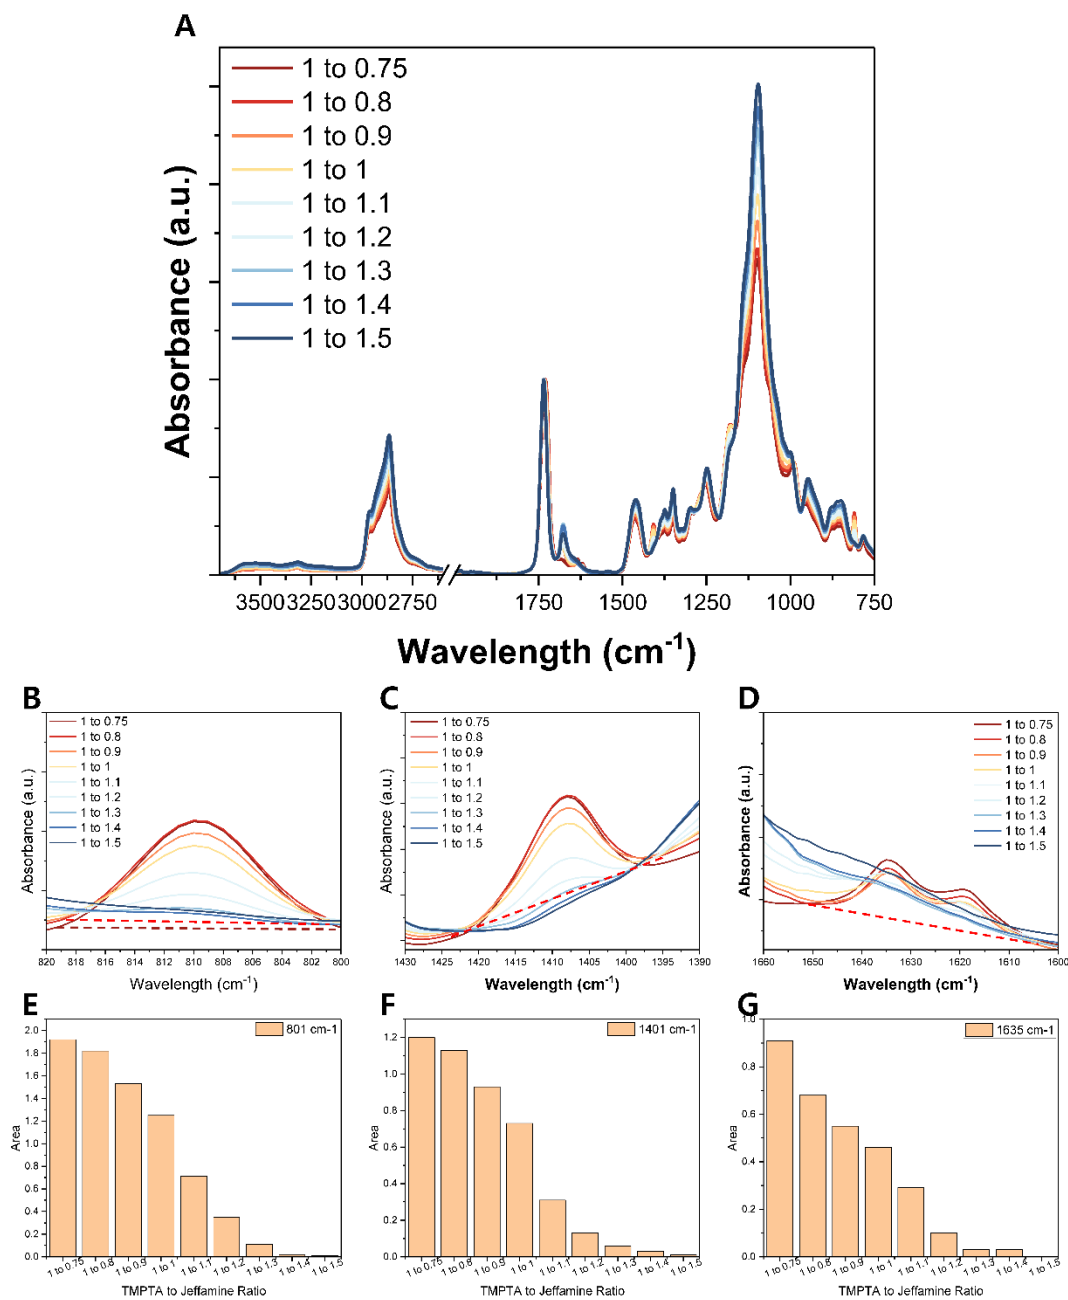 A
1 to 0.75
1 to 0.8
1 to 0.9
1 to 1
1 to 1.1
1 to 1.2
1 to 1.3
1 to 1.4
1 to 1.5
Absorbance (a.u.)
3500 3250 3000 2750 1750 1500 1250 1000 750
Wavelength (cm-1)
B
1 to 0.75
1 to 0.8
1 to 0.9
1 to 1
1 to 1.1
1 to 1.2
1 to 1.3
1 to 1.4
1 to 1.5
Absorbance (a.u.)
820 818 816 814 812 810 808 806 804 802 800
Wavelength (cm-1)
C
1 to 0.75
1 to 0.8
1 to 0.9
1 to 1
1 to 1.1
1 to 1.2
1 to 1.3
1 to 1.4
1 to 1.5
Absorbance (a.u.)
1430 1420 1415 1410 1405 1400 1395 1390
Wavelength (cm-1)
D
1 to 0.75
1 to 0.8
1 to 0.9
1 to 1
1 to 1.1
1 to 1.2
1 to 1.3
1 to 1.4
1 to 1.5
Absorbance (a.u.)
1660 1650 1640 1630 1620 1610 1600
Wavelength (cm-1)
E
801 cm-1
2.0
1.8
1.6
1.4
1.2
1.0
0.8
0.6
0.4
0.2
0.0
Area
1 to 0.75 1 to 0.8 1 to 0.9 1 to 1 1 to 1.1 1 to 1.2 1 to 1.3 1 to 1.4 1 to 1.5
TMPTA to Jeffamine Ratio
F
1401 cm-1
1.2
1.0
0.8
0.6
0.4
0.2
0.0
Area
1 to 0.75 1 to 0.8 1 to 0.9 1 to 1 1 to 1.1 1 to 1.2 1 to 1.3 1 to 1.4 1 to 1.5
TMPTA to Jeffamine Ratio
G
1635 cm-1
1.0
0.8
0.6
0.4
0.2
0.0
Area
1 to 0.75 1 to 0.8 1 to 0.9 1 to 1 1 to 1.1 1 to 1.2 1 to 1.3 1 to 1.4 1 to 1.5
TMPTA to Jeffamine Ratio